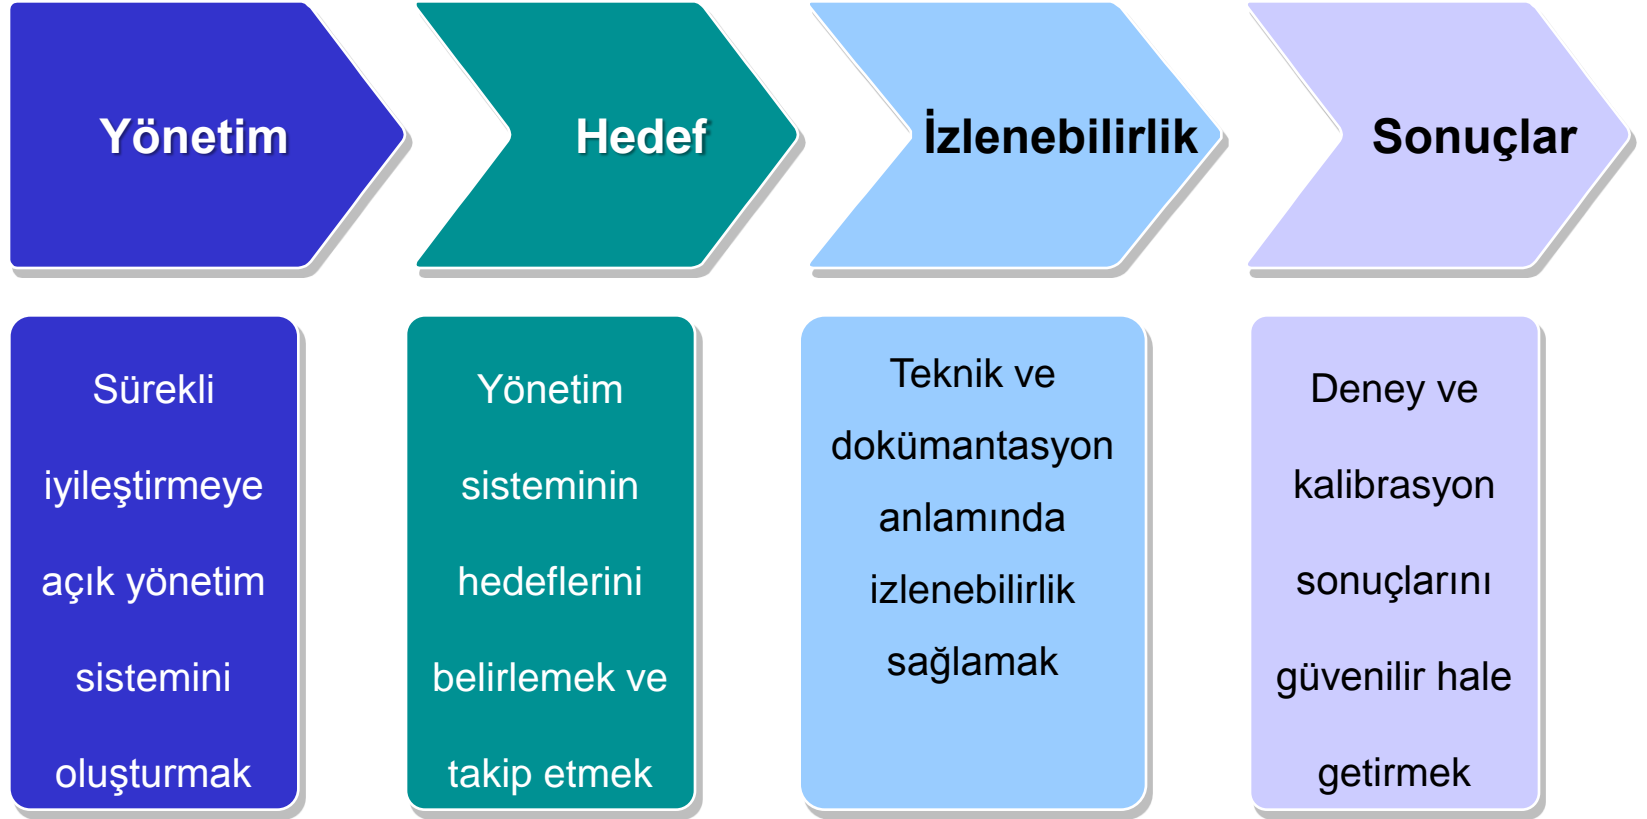 Yönetim
Hedef
İzlenebilirlik
Sonuçlar
Sürekli
iyileştirmeye
açık yönetim
sistemini
oluşturmak
Yönetim
sisteminin
hedeflerini
belirlemek ve
takip etmek
Teknik ve
dokümantasyon
anlamında
izlenebilirlik
sağlamak
Deney ve
kalibrasyon
sonuçlarını
güvenilir hale
getirmek